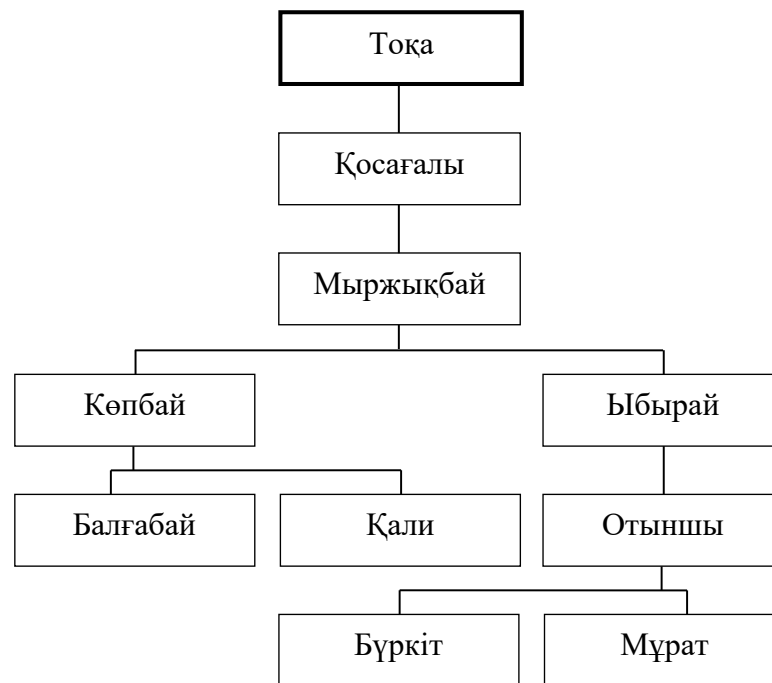 Тоқа
Қосағалы
Мыржықбай
Көпбай
Ыбырай
Балғабай
Қали
Отыншы
Бүркіт
Мұрат